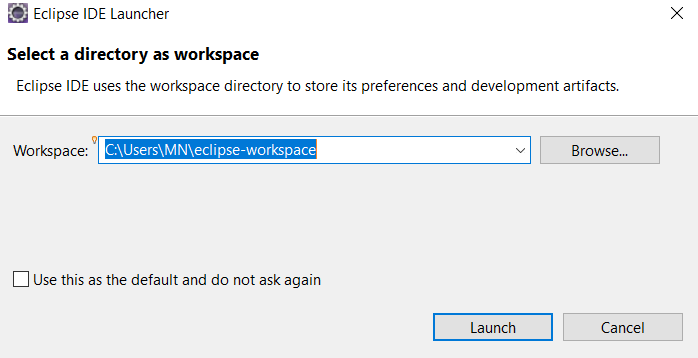 Eclipse IDE Launcher
Select a directory as workspace
Eclipse IDE uses the workspace directory to store its preferences and development artifacts.
Workspace: C:\Users\MN\eclipse-workspace Browse...
Use this as the default and do not ask again
Launch Cancel